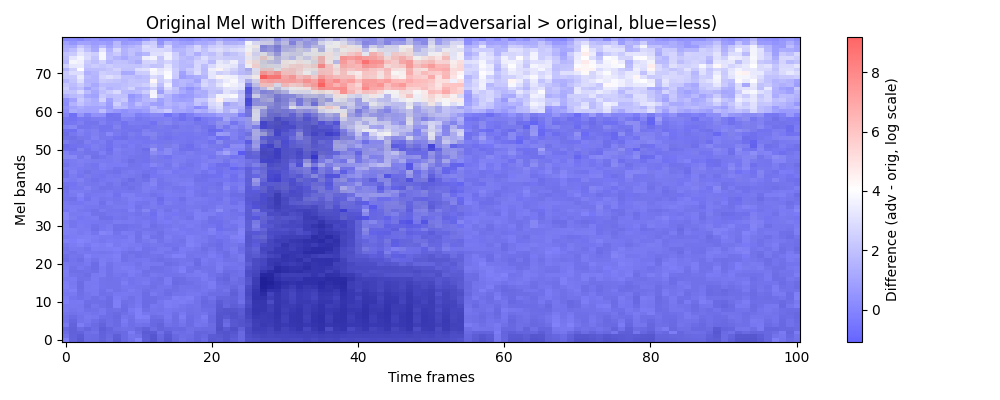 Original Mel with Differences (red=adversarial > original, blue=less)
Mel bands
70
60
50
40
30
20
10
0
0 20 40 60 80 100
Time frames
8
6
4
2
0
Difference (adv - orig, log scale)